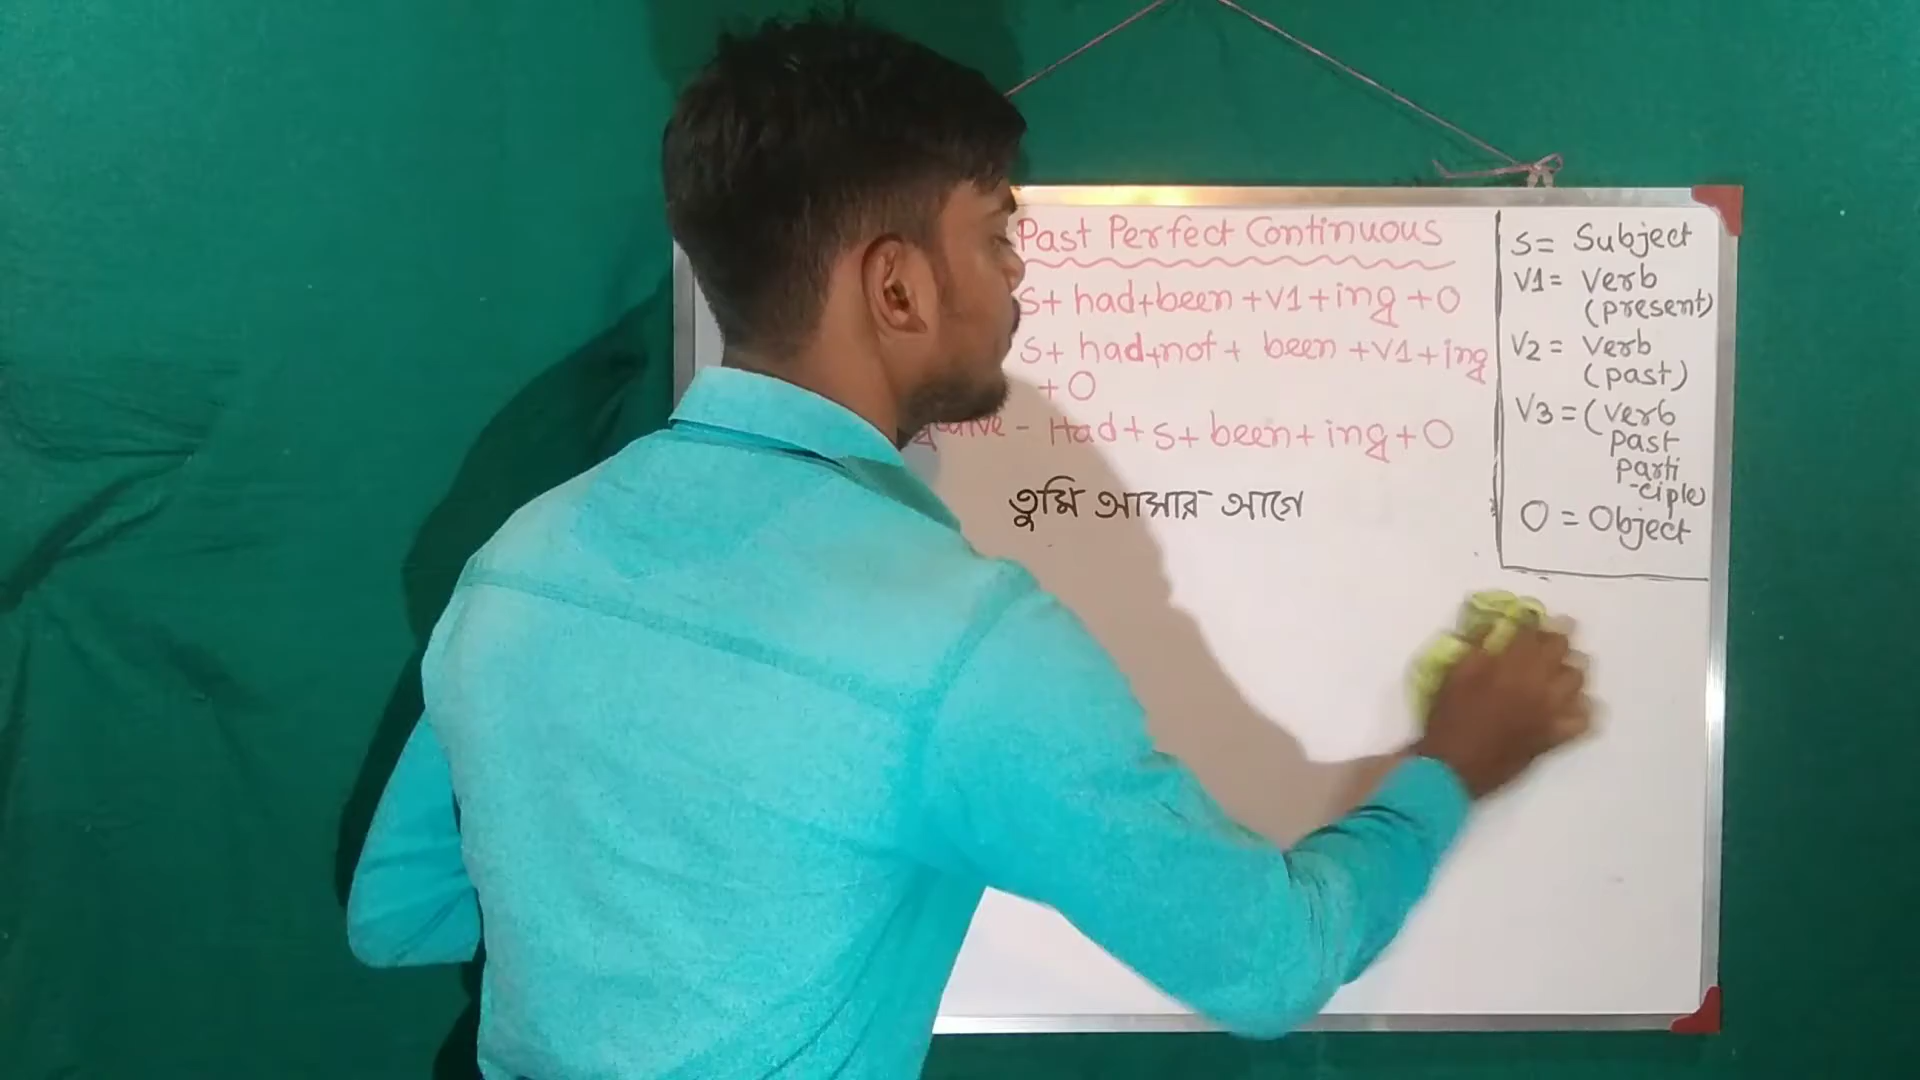 Past Perfect Continuous
S+ had+been+V1+ing+O
S+ had+not+ been +V1+ing
+O
- Had+S+been+ing+O
তুমি আসার আগে
S= Subject
V1= Verb
(present)
V2= Verb
(past)
V3=(Verb
past
parti
-ciple)
O = Object